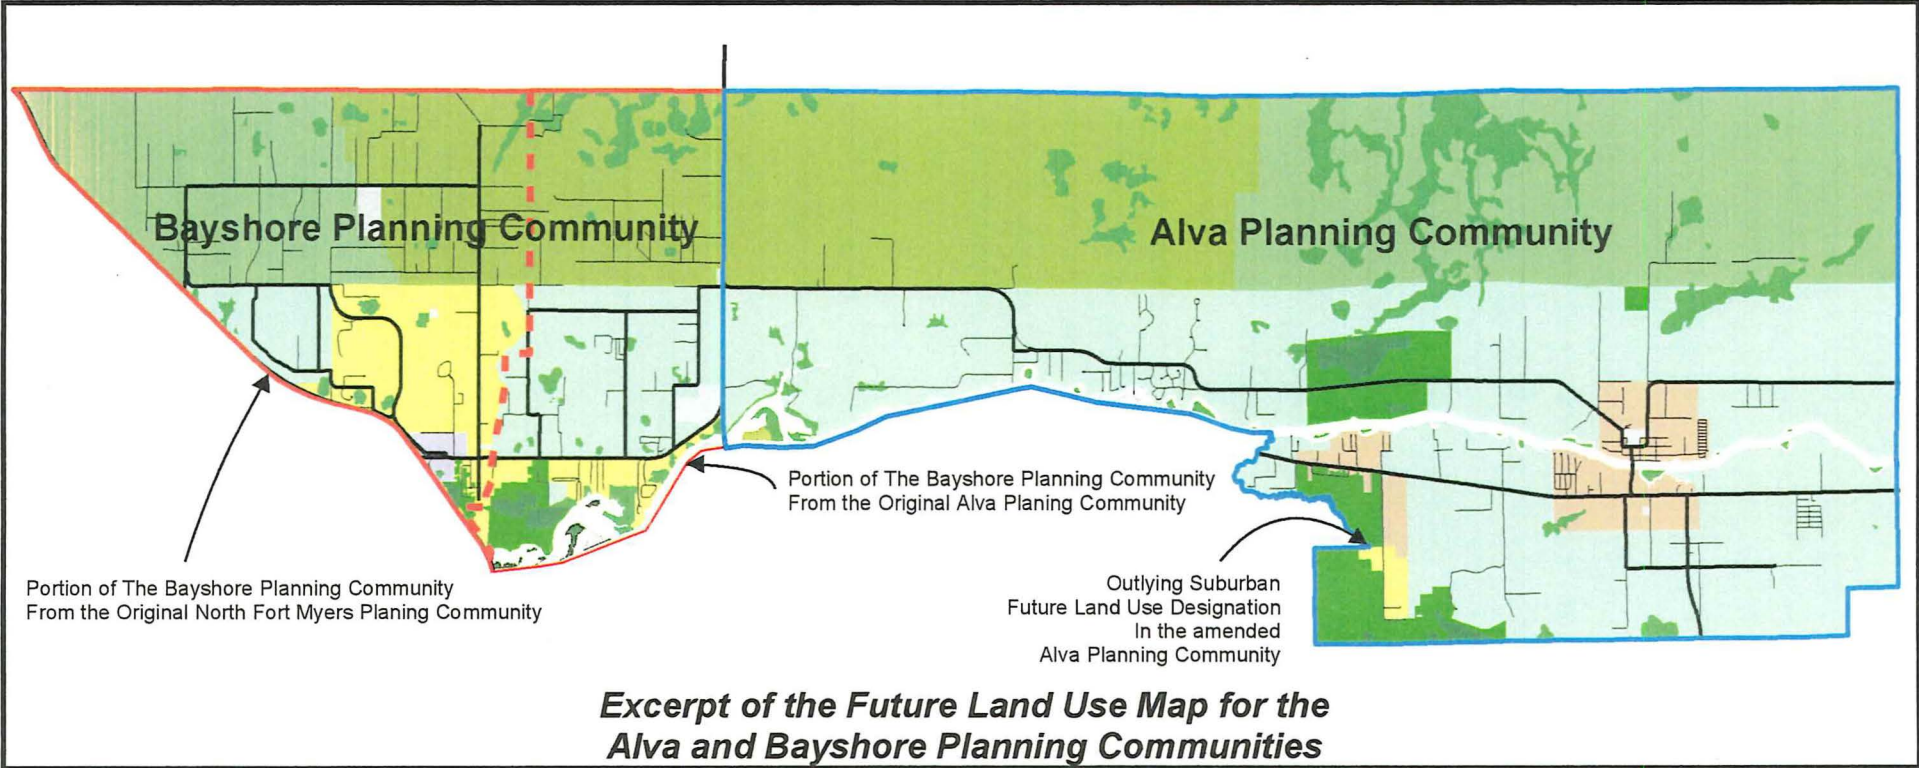 Bayshore Planning Community
Alva Planning Community
Portion of The Bayshore Planning Community
From the Original Alva Planing Community
Portion of The Bayshore Planning Community
From the Original North Fort Myers Planing Community
Outlying Suburban
Future Land Use Designation
In the amended
Alva Planning Community
Excerpt of the Future Land Use Map for the
Alva and Bayshore Planning Communities